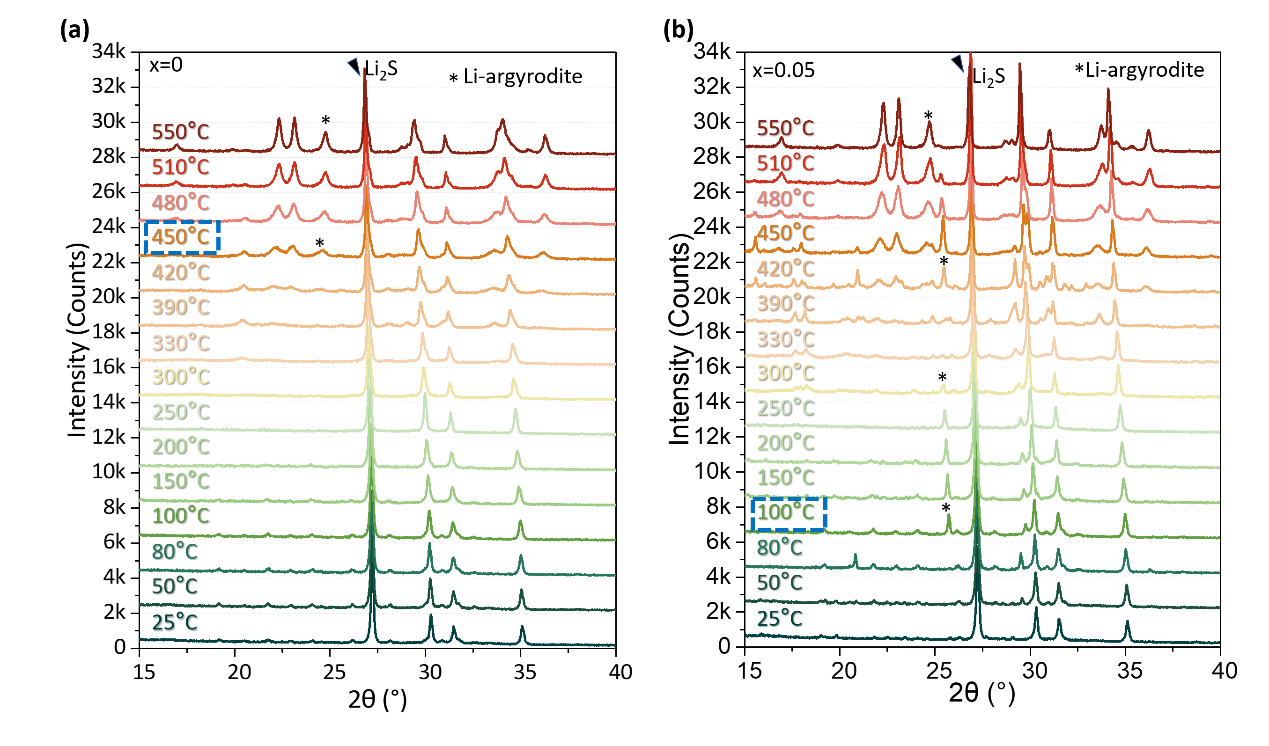 (a)
x=0
Li2S
* Li-argyrodite
34k
32k
30k
28k
26k
24k
22k
20k
18k
16k
14k
12k
10k
8k
6k
4k
2k
0
Intensity (Counts)
550°C
*
510°C
480°C
450°C
*
420°C
390°C
330°C
300°C
250°C
200°C
150°C
100°C
80°C
50°C
25°C
15 20 25 30 35 40
2θ (°)
(b)
x=0.05
Li2S
*Li-argyrodite
34k
32k
30k
28k
26k
24k
22k
20k
18k
16k
14k
12k
10k
8k
6k
4k
2k
0
Intensity (Counts)
550°C
*
510°C
480°C
450°C
*
420°C
390°C
330°C
300°C
*
250°C
200°C
150°C
100°C
*
80°C
50°C
25°C
15 20 25 30 35 40
2θ (°)